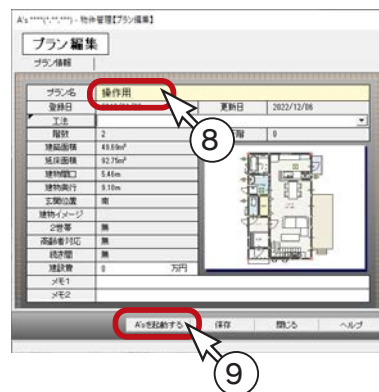 A's ****(*.**.***) - 物件管理【プラン編集】
プラン編集
プラン情報
プラン名 操作用
登録日 更新日 2022/12/06
工法
階数 2 階 0
建築面積 49.69m²
延床面積 92.75m²
建物間口 5.46m
建物奥行 9.10m
玄関位置 南
建物イメージ
2世帯 無
高齢者対応 無
続き間 無
建設費 0 万円
メモ1
メモ2
A'sを起動する 保存 閉じる ヘルプ
⑧
⑨